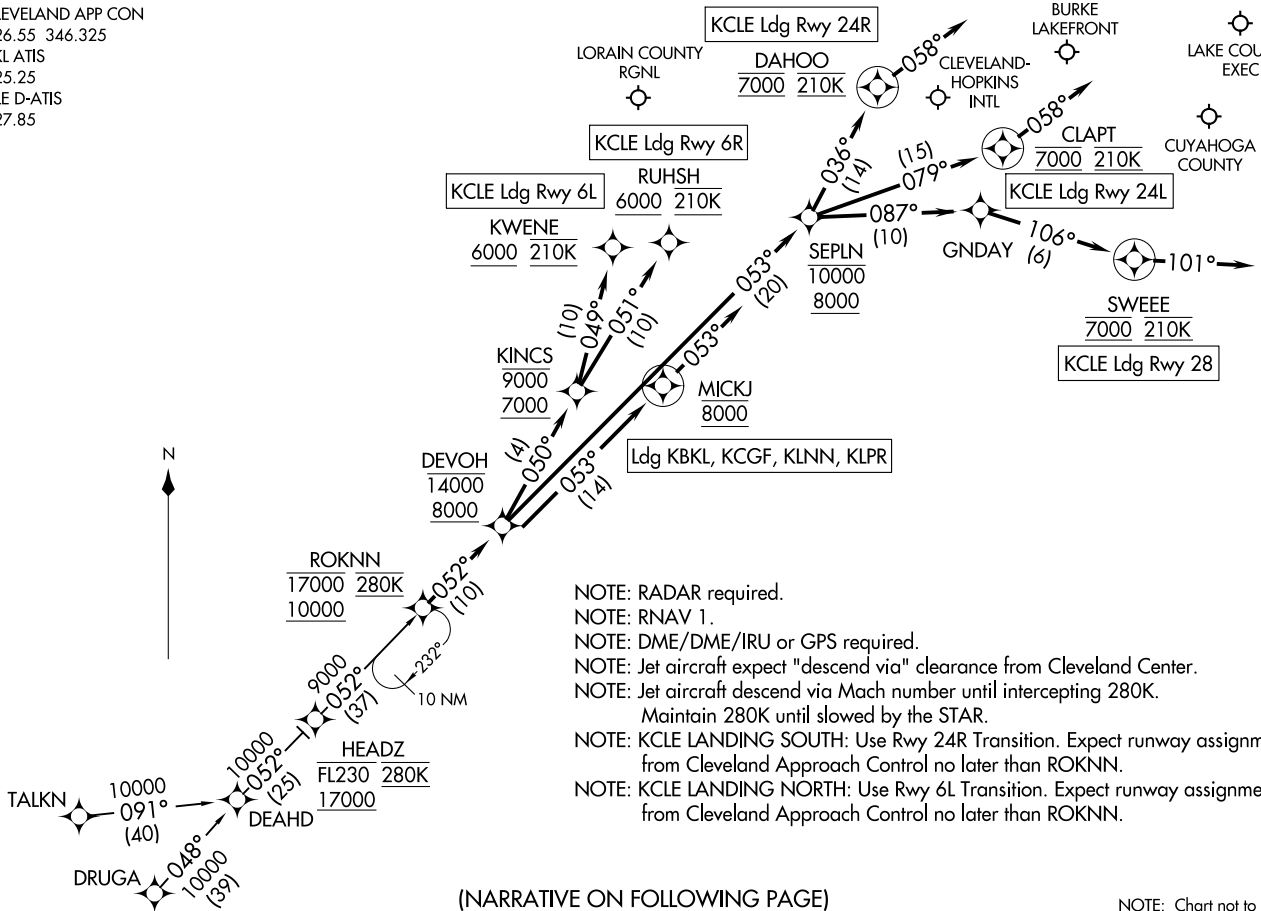 LEVELAND APP CON
26.55 346.325
KL ATIS
25.25
LE D-ATIS
27.85
KCLE Ldg Rwy 24R
DAHOO
7000 210K
058°
BURKE
LAKEFRONT
LAKE COU
EXEC
LORAIN COUNTY
RGNL
CLEVELAND-
HOPKINS
INTL
CUYAHOGA
COUNTY
KCLE Ldg Rwy 6R
RUHSH
6000 210K
KCLE Ldg Rwy 6L
KWENE
6000 210K
036°
(14)
(15)
079°
058°
CLAPT
7000 210K
KCLE Ldg Rwy 24L
087°
(10)
GNDAY
106°
(6)
101°
SWEEE
7000 210K
KCLE Ldg Rwy 28
SEPLN
10000
8000
053°
(20)
053°
(10)
049°
051°
(10)
KINCS
9000
7000
MICKJ
8000
Ldg KBKL, KCGF, KLNN, KLPR
(4)
050°
053°
(14)
DEVOH
14000
8000
N
ROKNN
17000 280K
10000
052°
(10)
232°
10 NM
9000
052°
(37)
HEADZ
FL230 280K
17000
10000
052°
(25)
DEAHD
TALKN
10000
091°
(40)
DRUGA
048°
10000
(39)
NOTE: RADAR required.
NOTE: RNAV 1.
NOTE: DME/DME/IRU or GPS required.
NOTE: Jet aircraft expect "descend via" clearance from Cleveland Center.
NOTE: Jet aircraft descend via Mach number until intercepting 280K.
Maintain 280K until slowed by the STAR.
NOTE: KCLE LANDING SOUTH: Use Rwy 24R Transition. Expect runway assignm
from Cleveland Approach Control no later than ROKNN.
NOTE: KCLE LANDING NORTH: Use Rwy 6L Transition. Expect runway assignme
from Cleveland Approach Control no later than ROKNN.
(NARRATIVE ON FOLLOWING PAGE)
NOTE: Chart not to